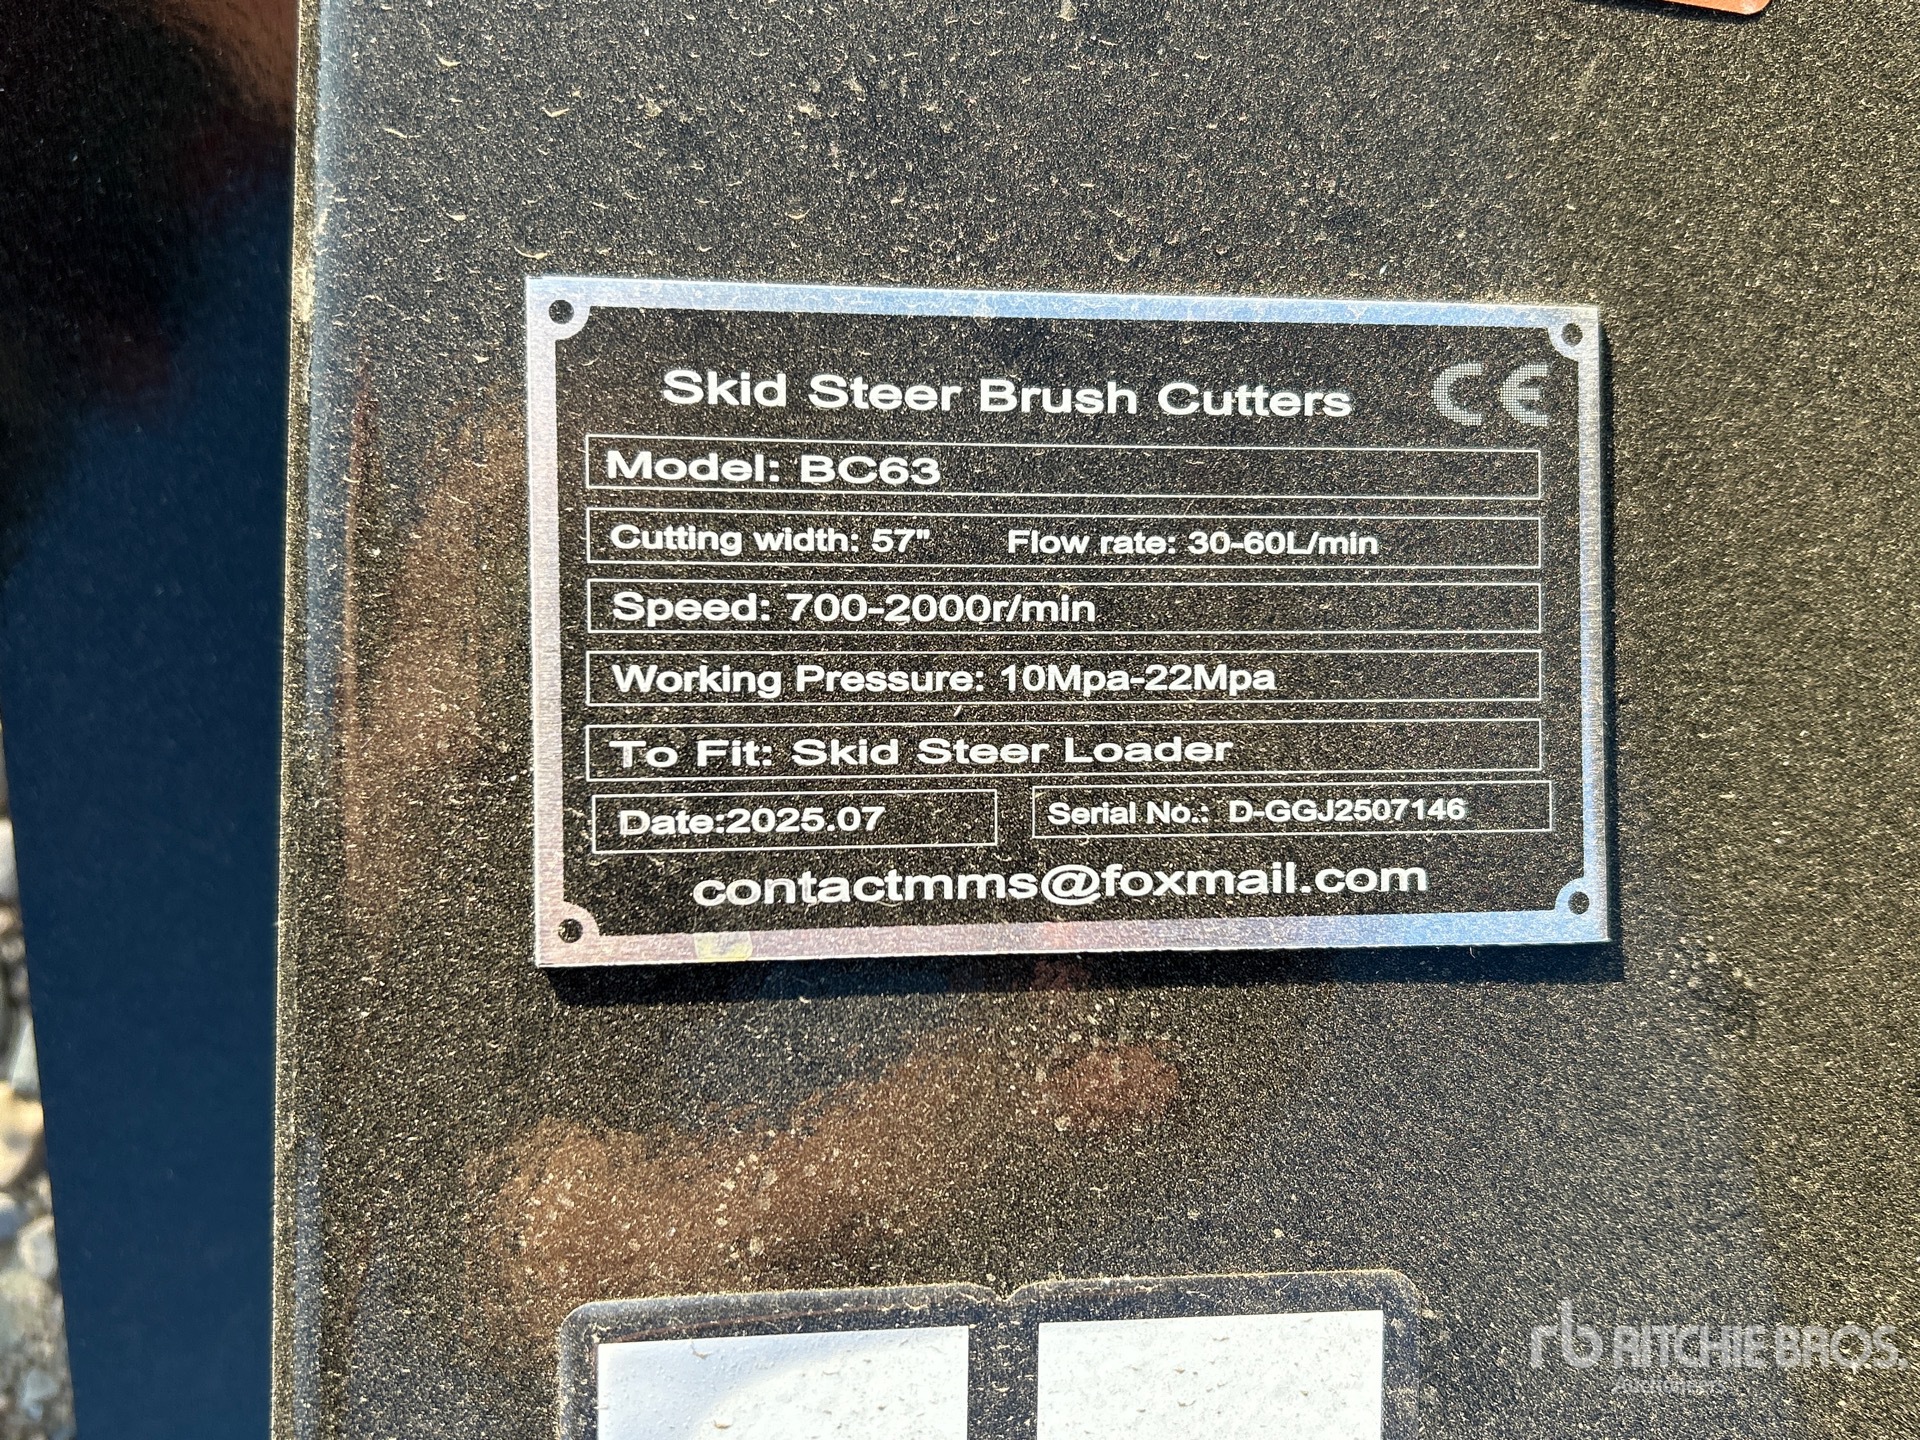 Skid Steer Brush Cutters CE
Model: BC63
Cutting width: 57" Flow rate: 30-60L/min
Speed: 700-2000r/min
Working Pressure: 10Mpa-22Mpa
To Fit: Skid Steer Loader
Date:2025.07 Serial No.: D-GGJ2507146
contactmms@foxmail.com
rb RITCHIE BROS.
Auctioneers